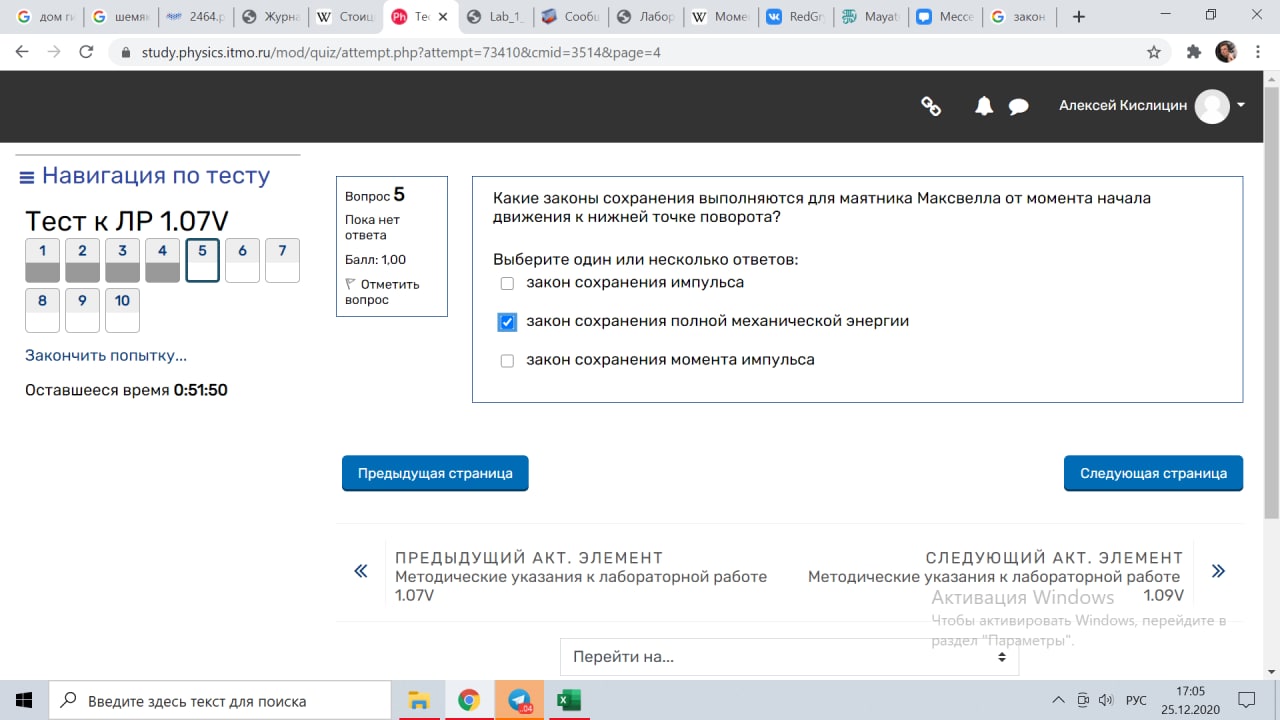 дом ги
шемяк
2464.р
Журна
Стоиц
Тес
Lab_1_
Сообщ
Лабор
Моме
RedGr
Mayat
Мессе
закон
study.physics.itmo.ru/mod/quiz/attempt.php?attempt=73410&cmid=3514&page=4
Алексей Кислицин
Навигация по тесту
Тест к ЛР 1.07V
1 2 3 4 5 6 7
8 9 10
Закончить попытку...
Оставшееся время 0:51:50
Вопрос 5
Пока нет
ответа
Балл: 1,00
Отметить
вопрос
Какие законы сохранения выполняются для маятника Максвелла от момента начала
движения к нижней точке поворота?
Выберите один или несколько ответов:
закон сохранения импульса
закон сохранения полной механической энергии
закон сохранения момента импульса
Предыдущая страница
Следующая страница
ПРЕДЫДУЩИЙ АКТ. ЭЛЕМЕНТ
Методические указания к лабораторной работе
1.07V
СЛЕДУЮЩИЙ АКТ. ЭЛЕМЕНТ
Методические указания к лабораторной работе
1.09V
Активация Windows
Чтобы активировать Windows, перейдите в
раздел "Параметры".
Перейти на...
Введите здесь текст для поиска
РУС
17:05
25.12.2020